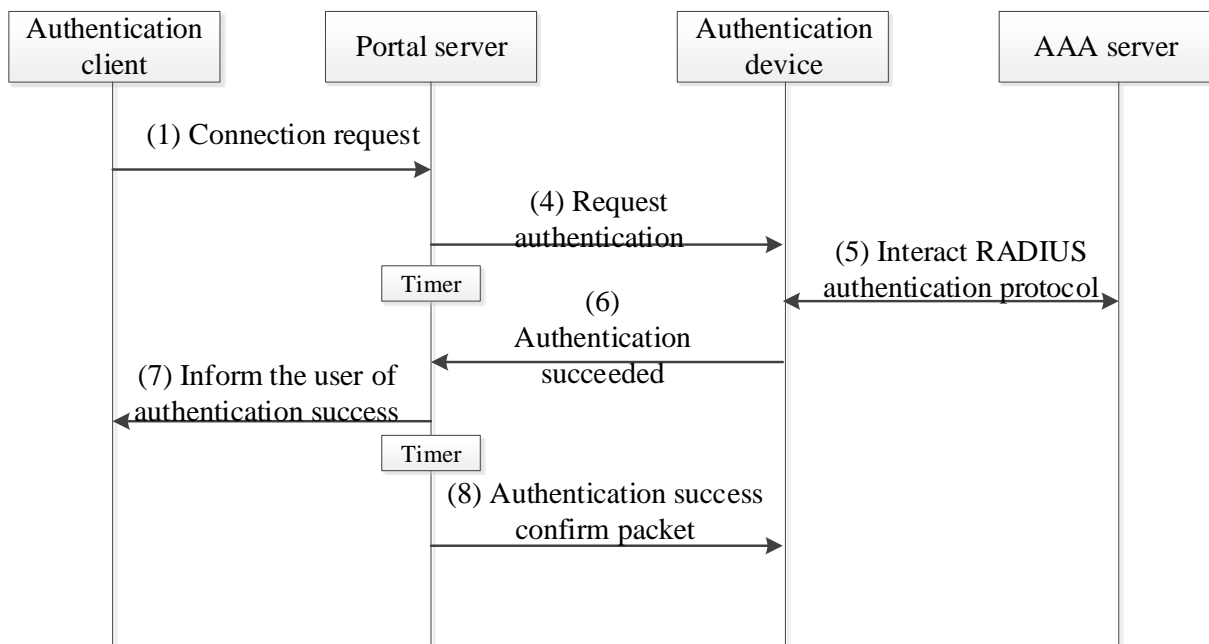 Authentication
client
Portal server
Authentication
device
AAA server
(1) Connection request
(4) Request
authentication
(5) Interact RADIUS
authentication protocol
Timer
(6)
Authentication
succeeded
(7) Inform the user of
authentication success
Timer
(8) Authentication success
confirm packet